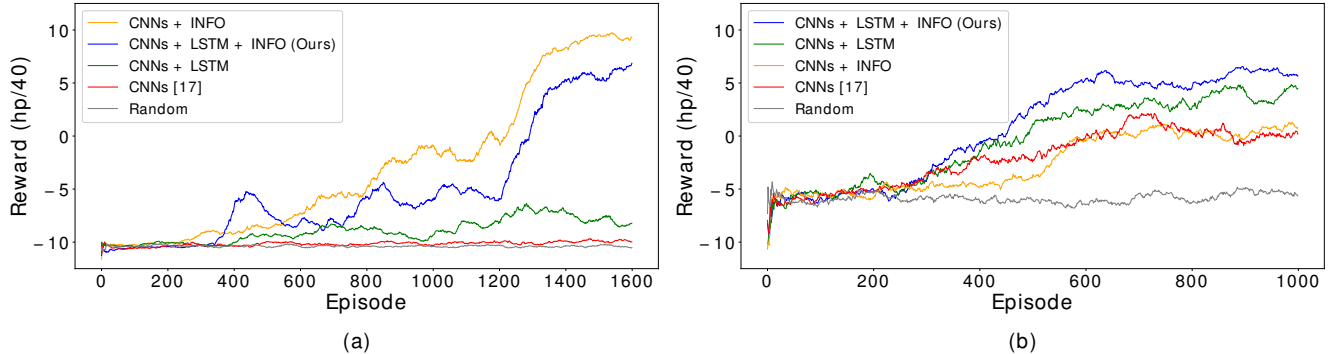 CNNs + INFO
CNNs + LSTM + INFO (Ours)
CNNs + LSTM
CNNs [17]
Random
Reward (hp/40)
10
5
0
−5
−10
0 200 400 600 800 1000 1200 1400 1600
Episode
(a)
CNNs + LSTM + INFO (Ours)
CNNs + LSTM
CNNs + INFO
CNNs [17]
Random
Reward (hp/40)
10
5
0
−5
−10
0 200 400 600 800 1000
Episode
(b)